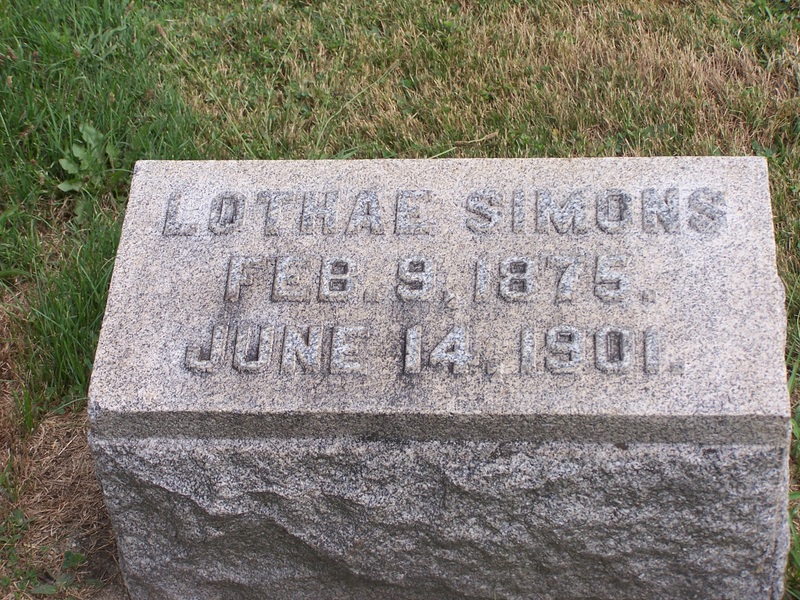 LOTHAE SIMONS
FEB. 9, 1875.
JUNE 14, 1901.